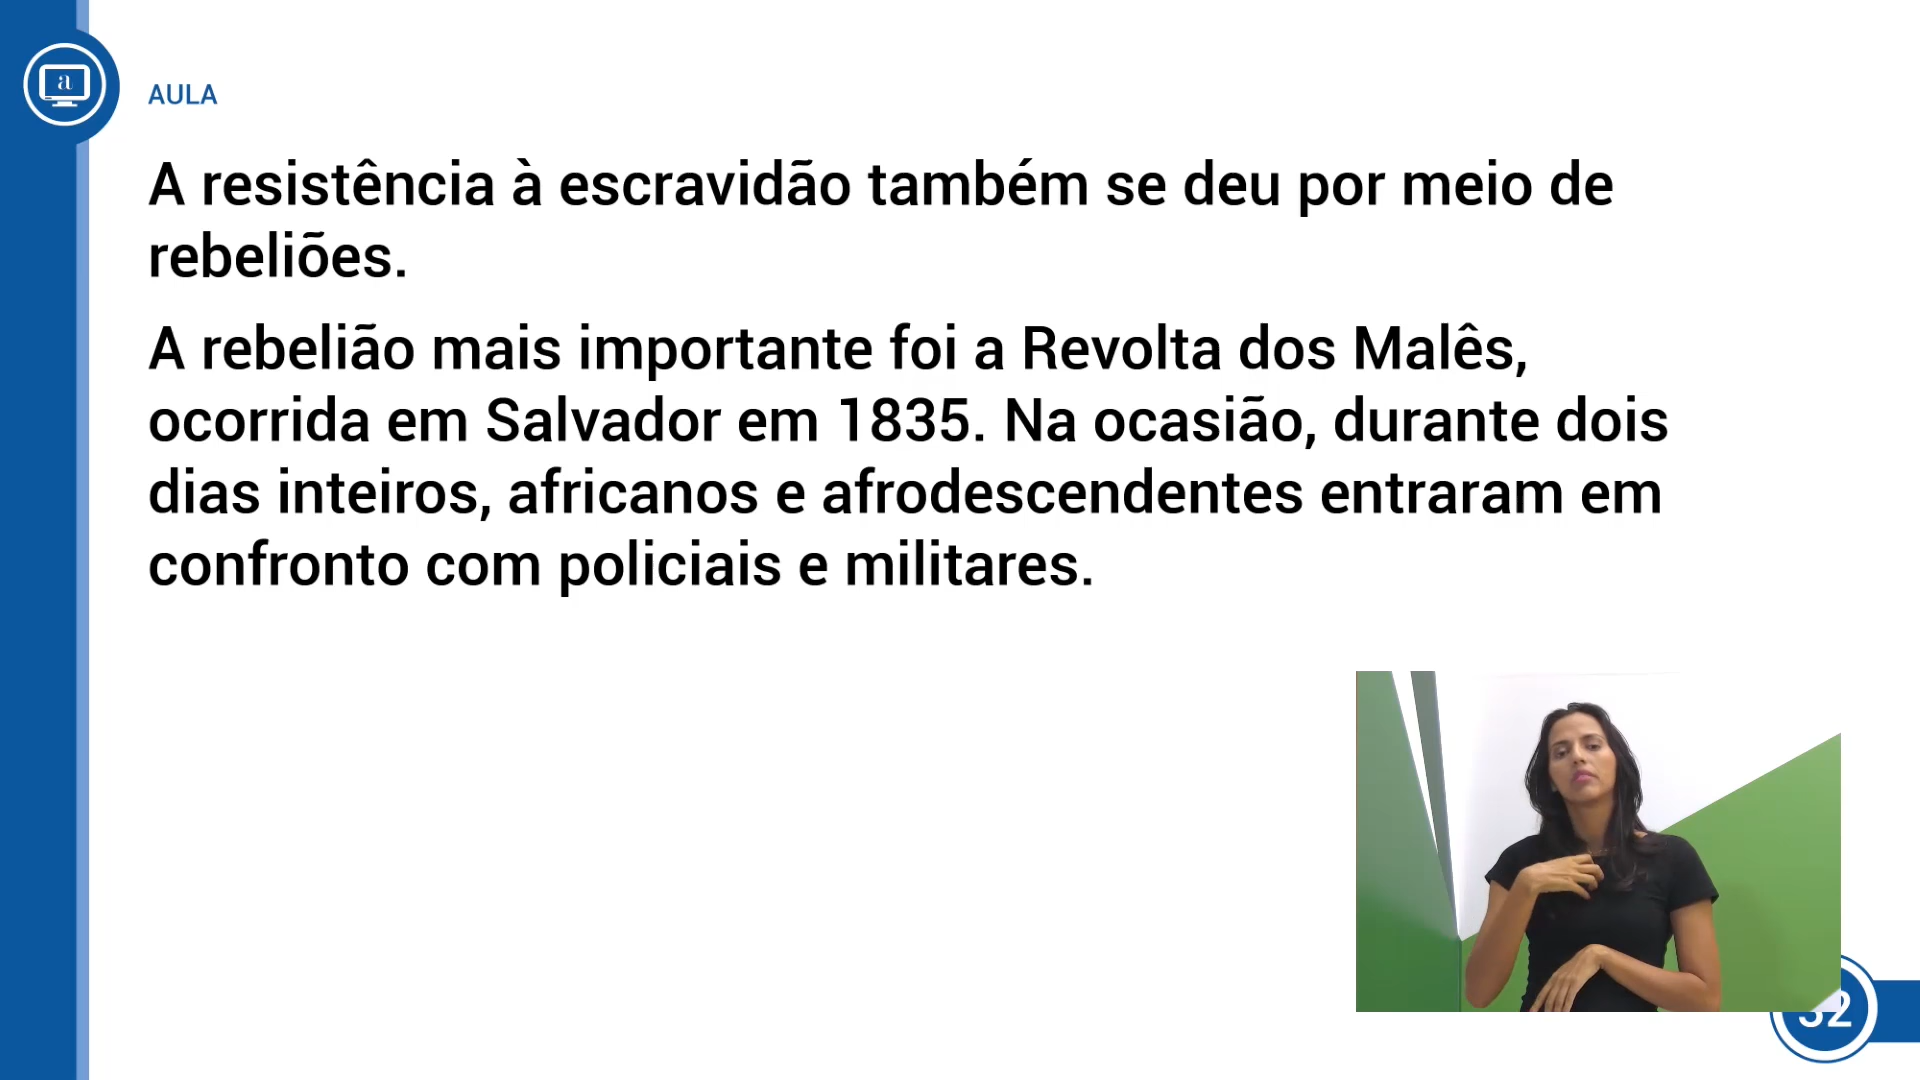 a
AULA
A resistência à escravidão também se deu por meio de
rebeliões.
A rebelião mais importante foi a Revolta dos Malês,
ocorrida em Salvador em 1835. Na ocasião, durante dois
dias inteiros, africanos e afrodescendentes entraram em
confronto com policiais e militares.